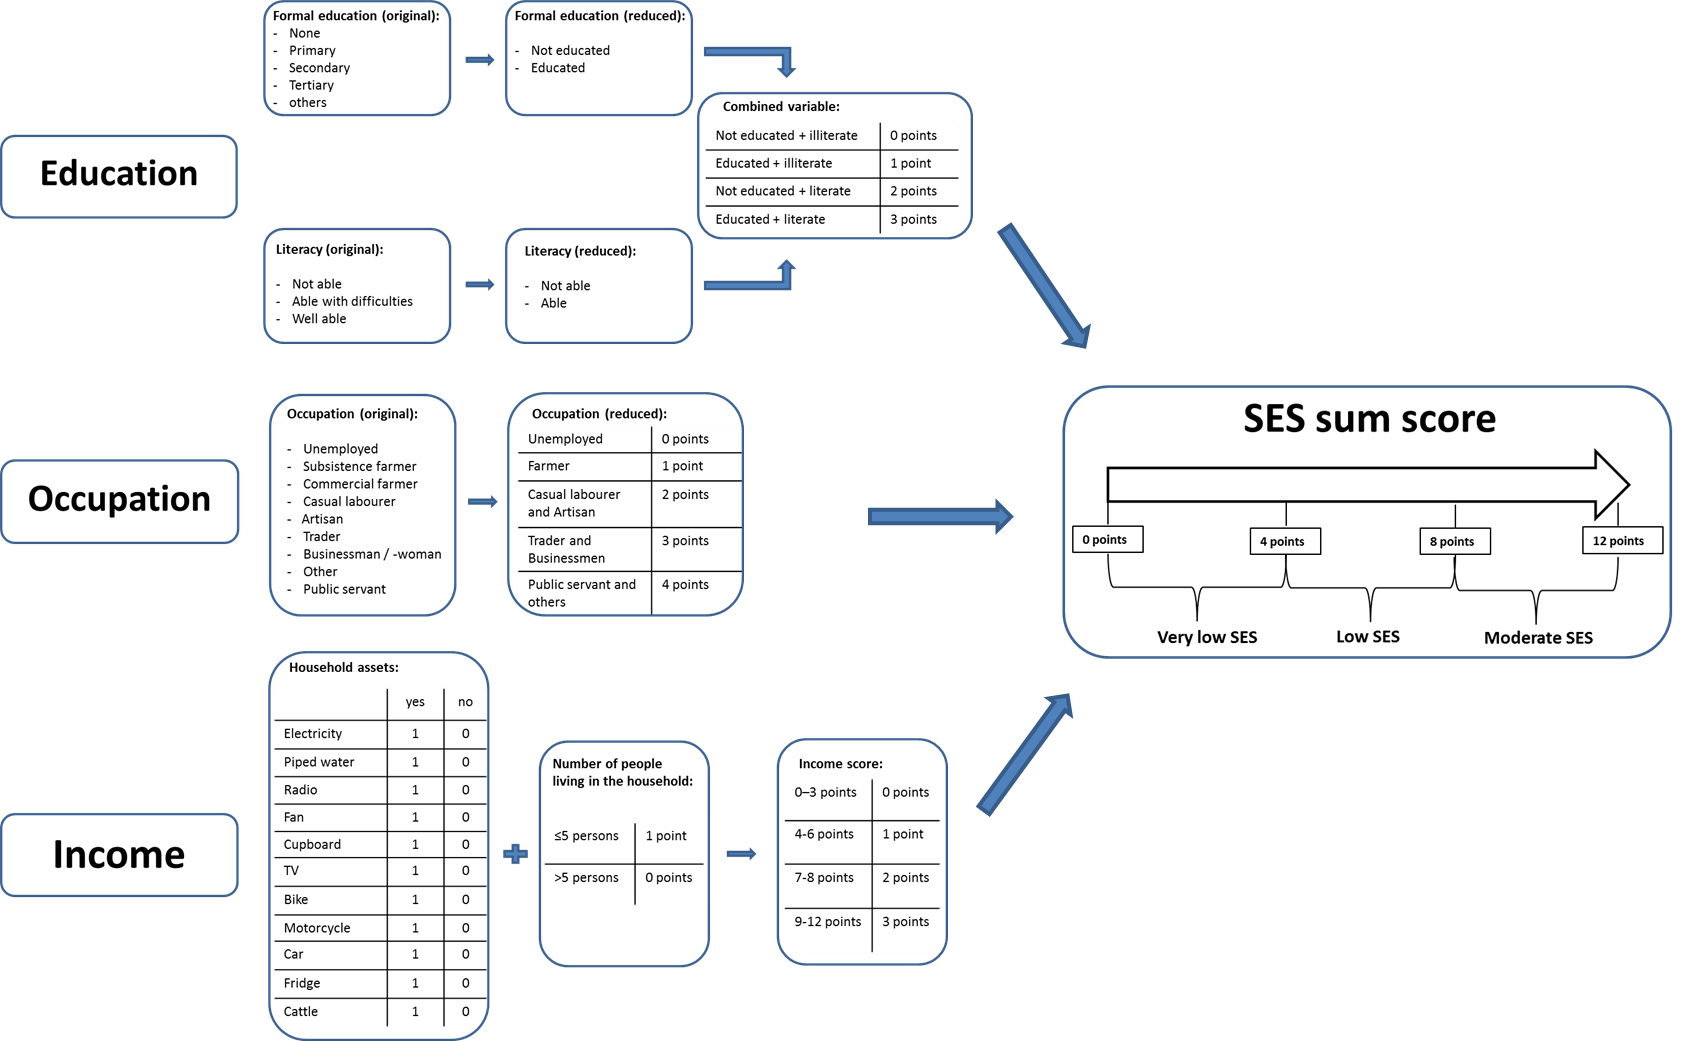 Education
Formal education (original):
- None
- Primary
- Secondary
- Tertiary
- others
Formal education (reduced):
- Not educated
- Educated
Literacy (original):
- Not able
- Able with difficulties
- Well able
Literacy (reduced):
- Not able
- Able
Combined variable:
Not educated + illiterate 0 points
Educated + illiterate 1 point
Not educated + literate 2 points
Educated + literate 3 points
Occupation
Occupation (original):
- Unemployed
- Subsistence farmer
- Commercial farmer
- Casual labourer
- Artisan
- Trader
- Businessman / -woman
- Other
- Public servant
Occupation (reduced):
Unemployed 0 points
Farmer 1 point
Casual labourer 2 points
and Artisan
Trader and 3 points
Businessmen
Public servant and 4 points
others
Income
Household assets:
yes no
Electricity 1 0
Piped water 1 0
Radio 1 0
Fan 1 0
Cupboard 1 0
TV 1 0
Bike 1 0
Motorcycle 1 0
Car 1 0
Fridge 1 0
Cattle 1 0
Number of people
living in the household:
≤5 persons 1 point
>5 persons 0 points
Income score:
0–3 points 0 points
4-6 points 1 point
7-8 points 2 points
9-12 points 3 points
SES sum score
0 points 4 points 8 points 12 points
Very low SES Low SES Moderate SES